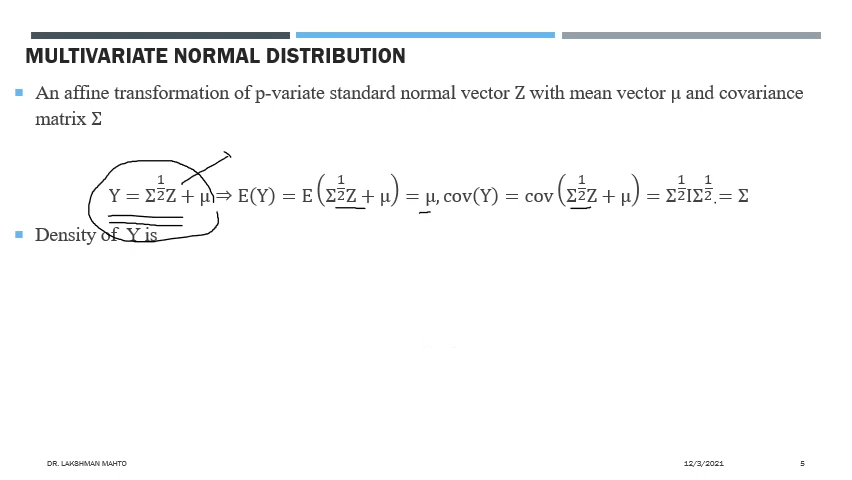 MULTIVARIATE NORMAL DISTRIBUTION
An affine transformation of p-variate standard normal vector Z with mean vector μ and covariance
matrix Σ
Y = Σ^{1/2}Z + μ ⇒ E(Y) = E(Σ^{1/2}Z + μ) = μ, cov(Y) = cov(Σ^{1/2}Z + μ) = Σ^{1/2}IΣ^{1/2}. = Σ
Density of Y is
DR. LAKSHMAN MAHTO 12/3/2021 5